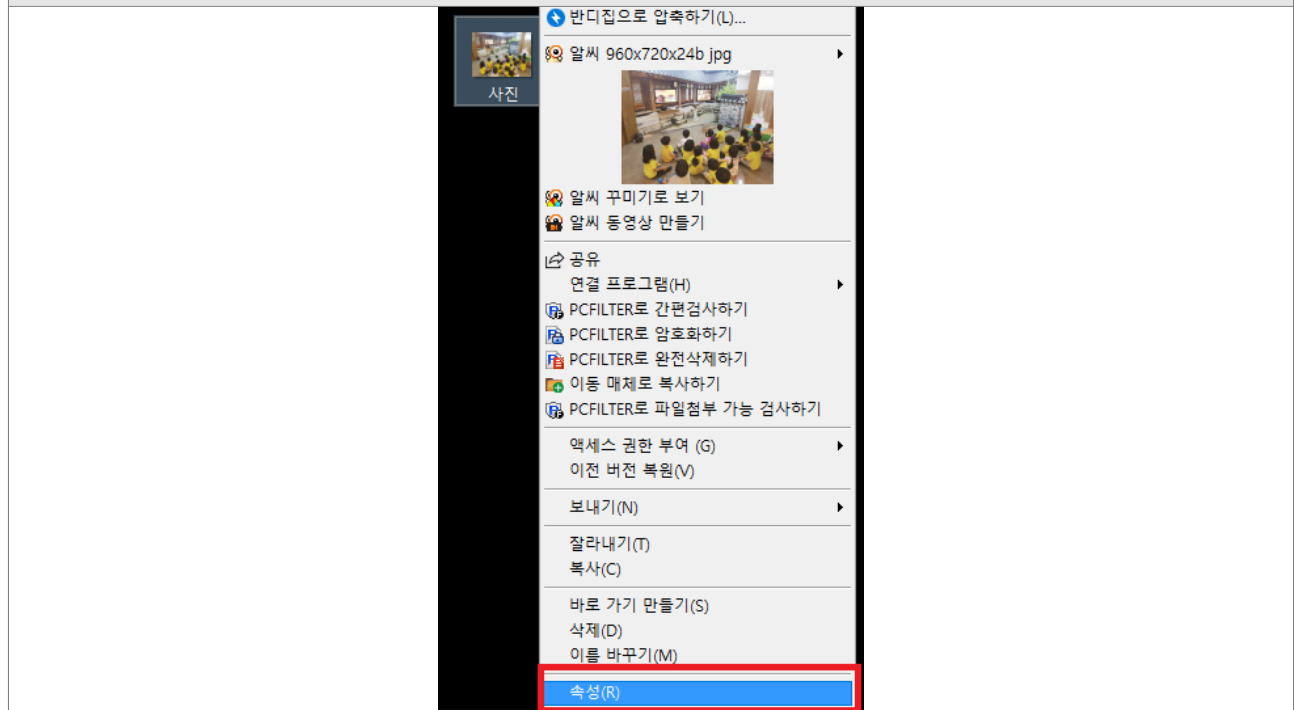 반디집으로 압축하기(L)...
알씨 960x720x24b jpg
사진
알씨 꾸미기로 보기
알씨 동영상 만들기
공유
연결 프로그램(H)
PCFILTER로 간편검사하기
PCFILTER로 암호화하기
PCFILTER로 완전삭제하기
이동 매체로 복사하기
PCFILTER로 파일첨부 가능 검사하기
액세스 권한 부여 (G)
이전 버전 복원(V)
보내기(N)
잘라내기(T)
복사(C)
바로 가기 만들기(S)
삭제(D)
이름 바꾸기(M)
속성(R)